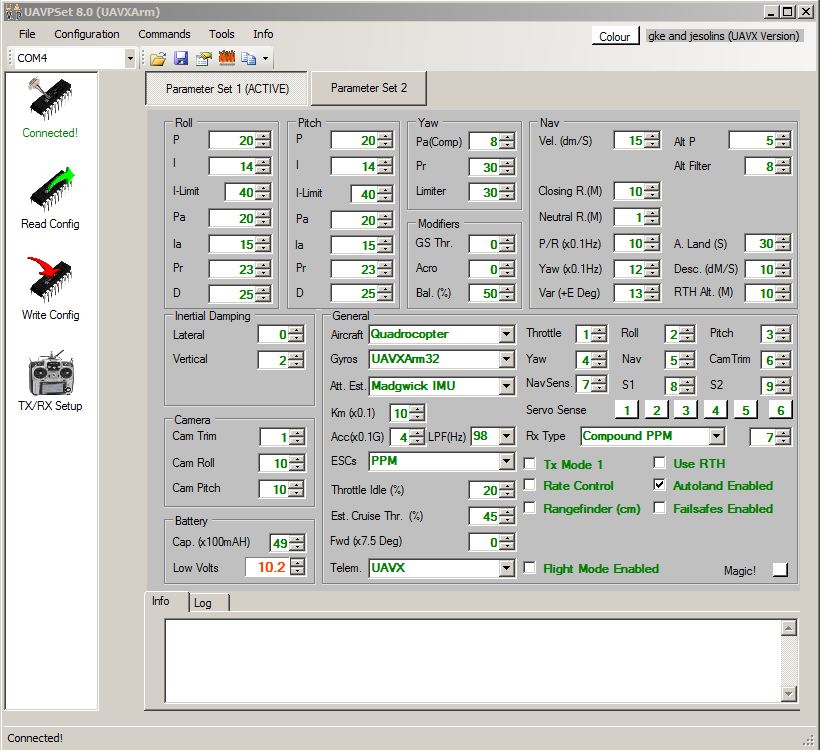 UAVPSet 8.0 (UAVXArm)
File Configuration Commands Tools Info
Colour gke and jesolins (UAVX Version)
COM4
Connected!
Read Config
Write Config
TX/RX Setup
Parameter Set 1 (ACTIVE) Parameter Set 2
Roll
P 20
I 14
I-Limit 40
Pa 20
Ia 15
Pr 23
D 25
Pitch
P 20
I 14
I-Limit 40
Pa 20
Ia 15
Pr 23
D 25
Yaw
Pa(Comp) 8
Pr 30
Limiter 30
Modifiers
GS Thr. 0
Acro 0
Bal. (%) 50
Nav
Vel. (dm/S) 15 Alt P 5
Alt Filter 8
Closing R.(M) 10
Neutral R.(M) 1
P/R (x0.1Hz) 10 A. Land (S) 30
Yaw (x0.1Hz) 12 Desc. (dM/S) 10
Var (+E Deg) 13 RTH Alt. (M) 10
Inertial Damping
Lateral 0
Vertical 2
Camera
Cam Trim 1
Cam Roll 10
Cam Pitch 10
Battery
Cap. (x100mAH) 49
Low Volts 10.2
General
Aircraft Quadrocopter Throttle 1 Roll 2 Pitch 3
Gyros UAVXArm32 Yaw 4 Nav 5 CamTrim 6
Att. Est. Madgwick IMU NavSens. 7 S1 8 S2 9
Km (x0.1) 10 Servo Sense 1 2 3 4 5 6
Acc(x0.1G) 4 LPF(Hz) 98 Rx Type Compound PPM 7
ESCs PPM Tx Mode 1 Use RTH
Rate Control Autoland Enabled
Throttle Idle (%) 20
Rangefinder (cm) Failsafes Enabled
Est. Cruise Thr. (%) 45
Fwd (x7.5 Deg) 0
Telem. UAVX Flight Mode Enabled Magic!
Info Log
Connected!